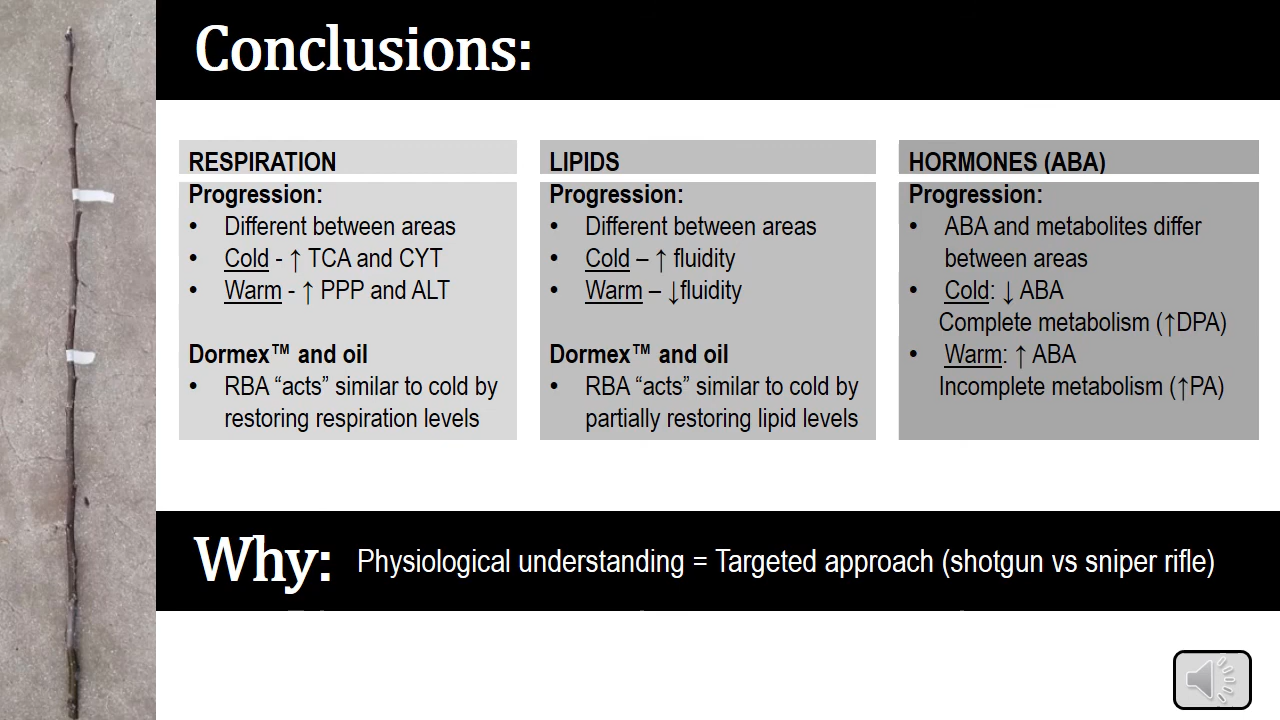 Conclusions:
RESPIRATION
Progression:
• Different between areas
• Cold - ↑ TCA and CYT
• Warm - ↑ PPP and ALT
Dormex™ and oil
• RBA “acts” similar to cold by
restoring respiration levels
LIPIDS
Progression:
• Different between areas
• Cold – ↑ fluidity
• Warm – ↓fluidity
Dormex™ and oil
• RBA “acts” similar to cold by
partially restoring lipid levels
HORMONES (ABA)
Progression:
• ABA and metabolites differ
between areas
• Cold: ↓ ABA
Complete metabolism (↑DPA)
• Warm: ↑ ABA
Incomplete metabolism (↑PA)
Why: Physiological understanding = Targeted approach (shotgun vs sniper rifle)